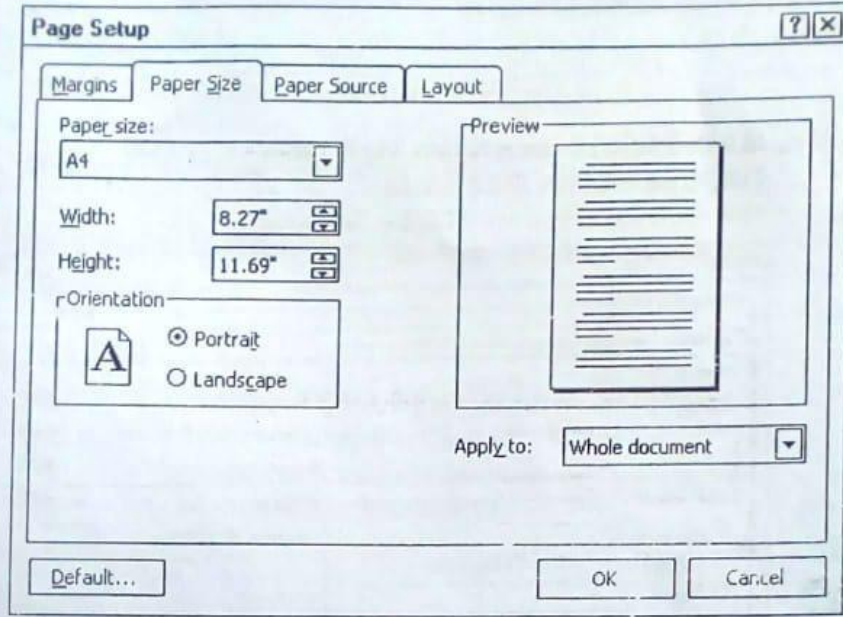 Page Setup ? X
Margins Paper Size Paper Source Layout
Paper size:
A4
Width: 8.27"
Height: 11.69"
Orientation
A
Portrait
Landscape
Preview
Apply to: Whole document
Default... OK Cancel